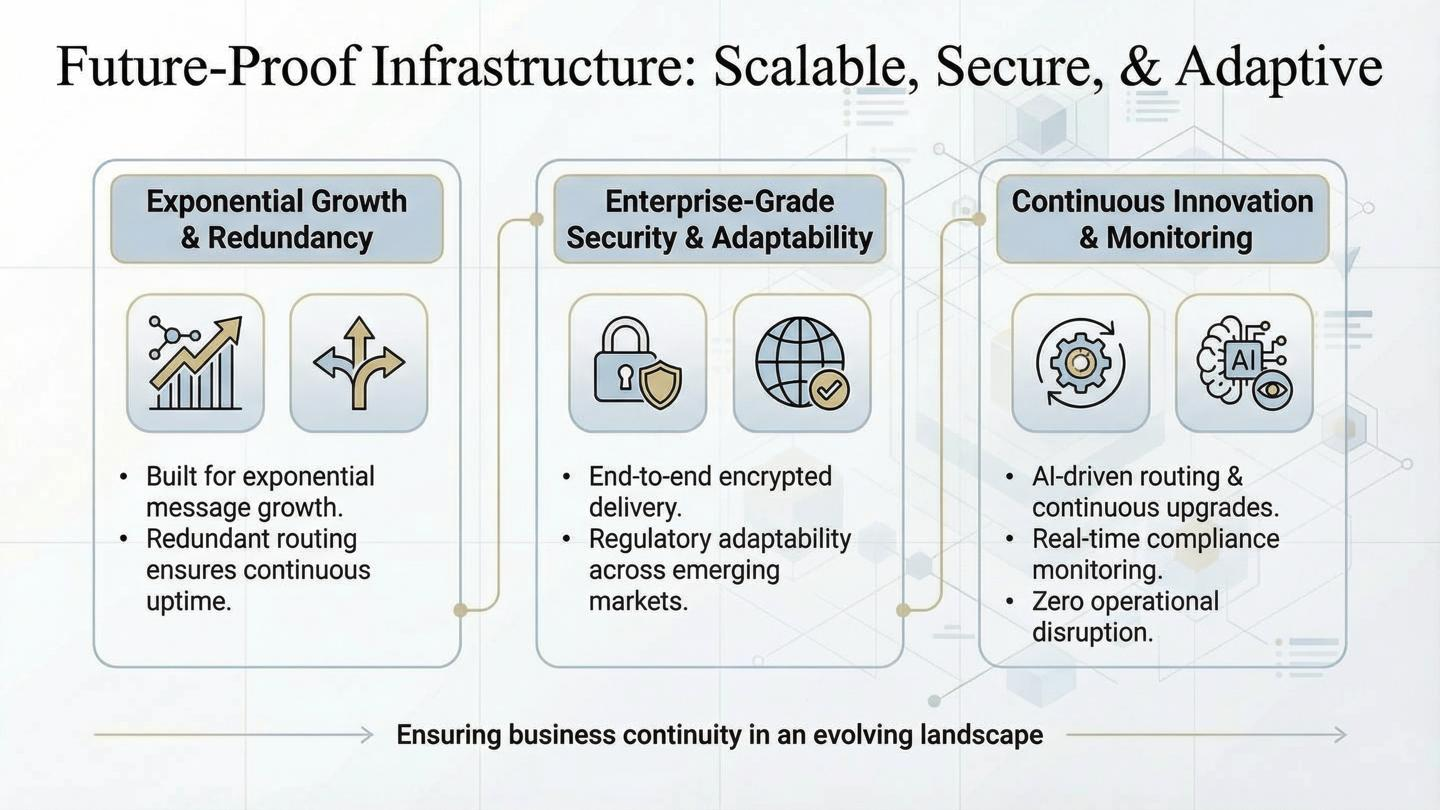 Future-Proof Infrastructure: Scalable, Secure, & Adaptive
Exponential Growth
& Redundancy
• Built for exponential
message growth.
• Redundant routing
ensures continuous
uptime.
Enterprise-Grade
Security & Adaptability
• End-to-end encrypted
delivery.
• Regulatory adaptability
across emerging
markets.
Continuous Innovation
& Monitoring
AI
• AI-driven routing &
continuous upgrades.
• Real-time compliance
monitoring.
• Zero operational
disruption.
Ensuring business continuity in an evolving landscape